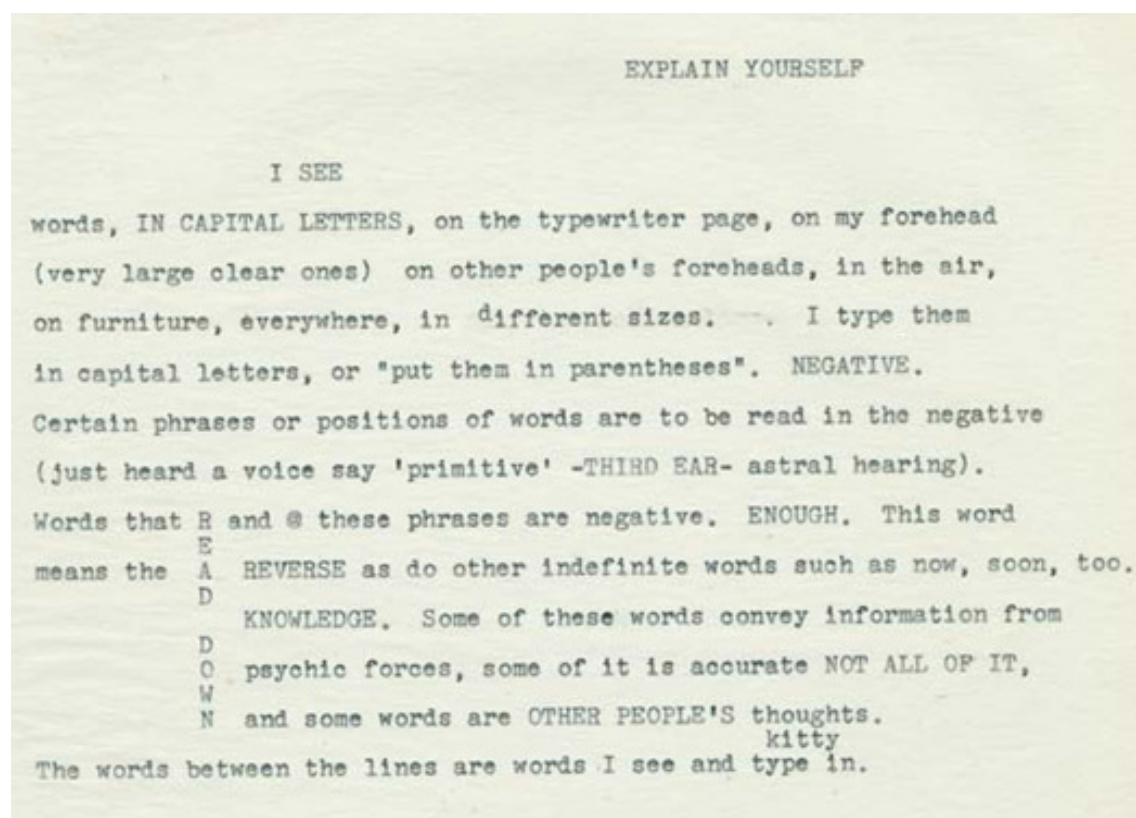 EXPLAIN YOURSELF
I SEE
words, IN CAPITAL LETTERS, on the typewriter page, on my forehead
(very large clear ones) on other people's foreheads, in the air,
on furniture, everywhere, in different sizes. . I type them
in capital letters, or "put them in parentheses". NEGATIVE.
Certain phrases or positions of words are to be read in the negative
(just heard a voice say 'primitive' -THIRD EAR- astral hearing).
Words that R and @ these phrases are negative. ENOUGH. This word
E
means the A REVERSE as do other indefinite words such as now, soon, too.
D
KNOWLEDGE. Some of these words convey information from
D
O psychic forces, some of it is accurate NOT ALL OF IT,
W
N and some words are OTHER PEOPLE'S thoughts.
kitty
The words between the lines are words I see and type in.